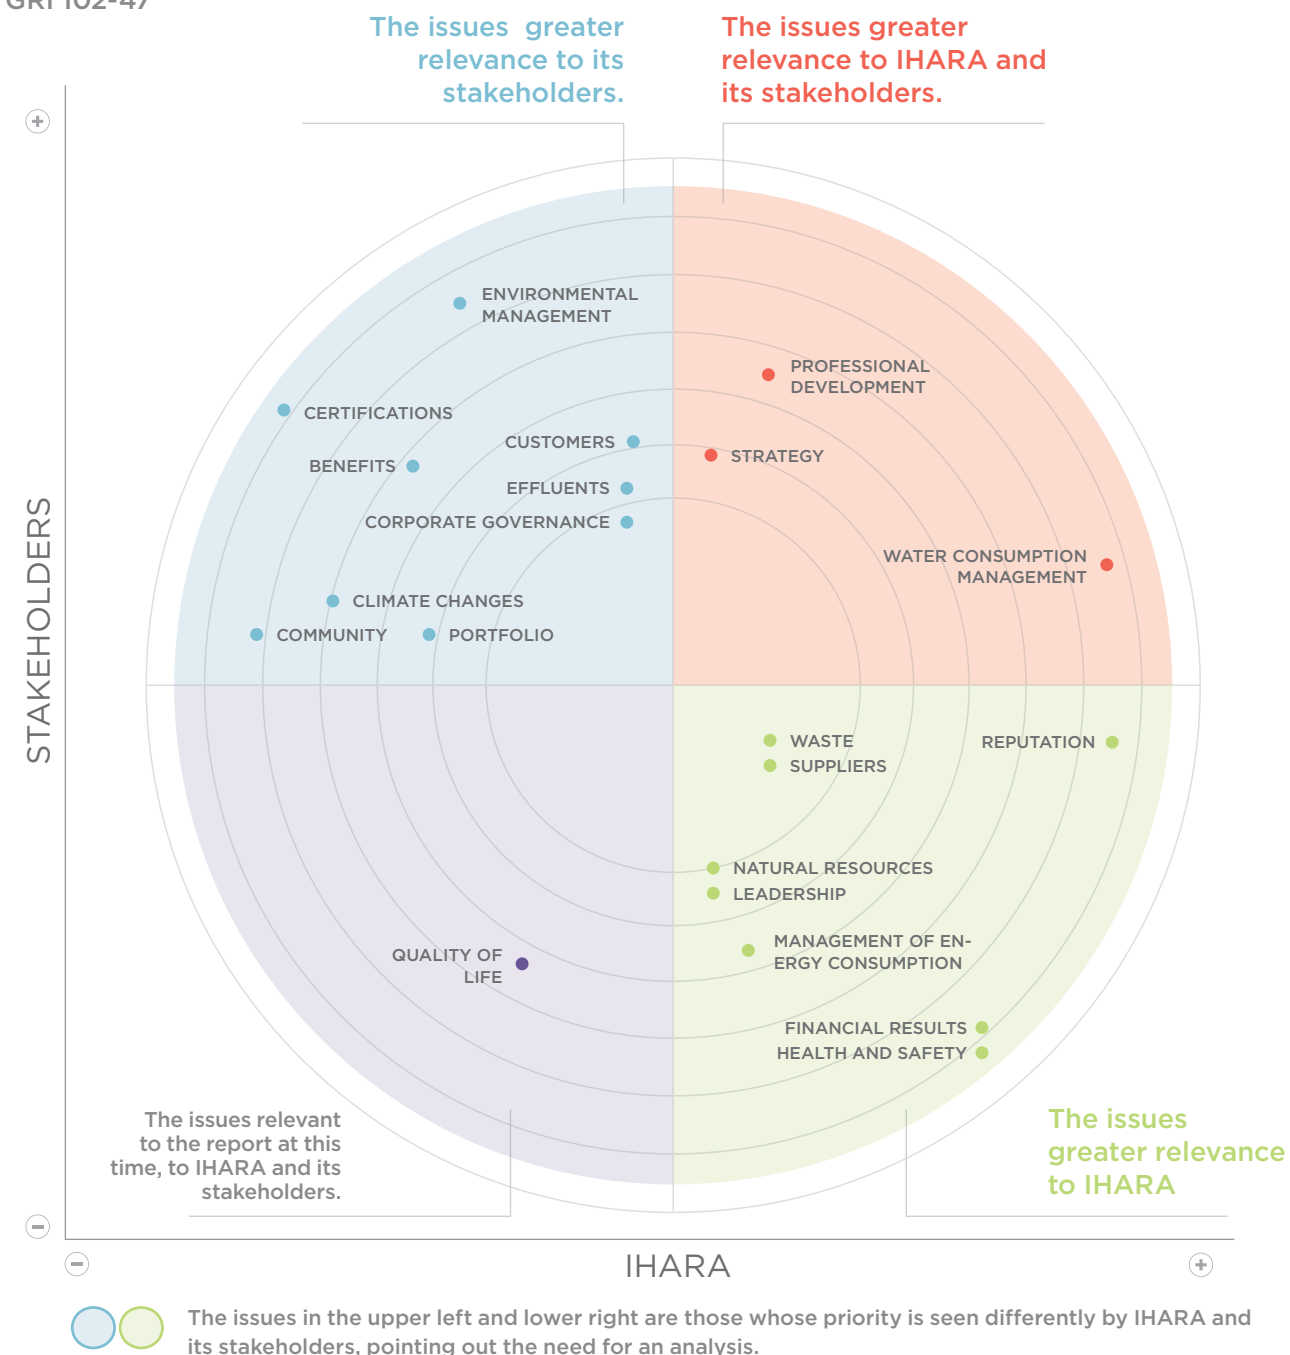 GRI 102-47
The issues greater
relevance to its
stakeholders.
The issues greater
relevance to IHARA and
its stakeholders.
STAKEHOLDERS
ENVIRONMENTAL
MANAGEMENT
PROFESSIONAL
DEVELOPMENT
CERTIFICATIONS
CUSTOMERS
STRATEGY
BENEFITS
EFFLUENTS
CORPORATE GOVERNANCE
WATER CONSUMPTION
MANAGEMENT
CLIMATE CHANGES
COMMUNITY
PORTFOLIO
WASTE
REPUTATION
SUPPLIERS
NATURAL RESOURCES
LEADERSHIP
MANAGEMENT OF EN-
ERGY CONSUMPTION
QUALITY OF
LIFE
FINANCIAL RESULTS
HEALTH AND SAFETY
The issues relevant
to the report at this
time, to IHARA and its
stakeholders.
The issues
greater relevance
to IHARA
IHARA
The issues in the upper left and lower right are those whose priority is seen differently by IHARA and
its stakeholders, pointing out the need for an analysis.